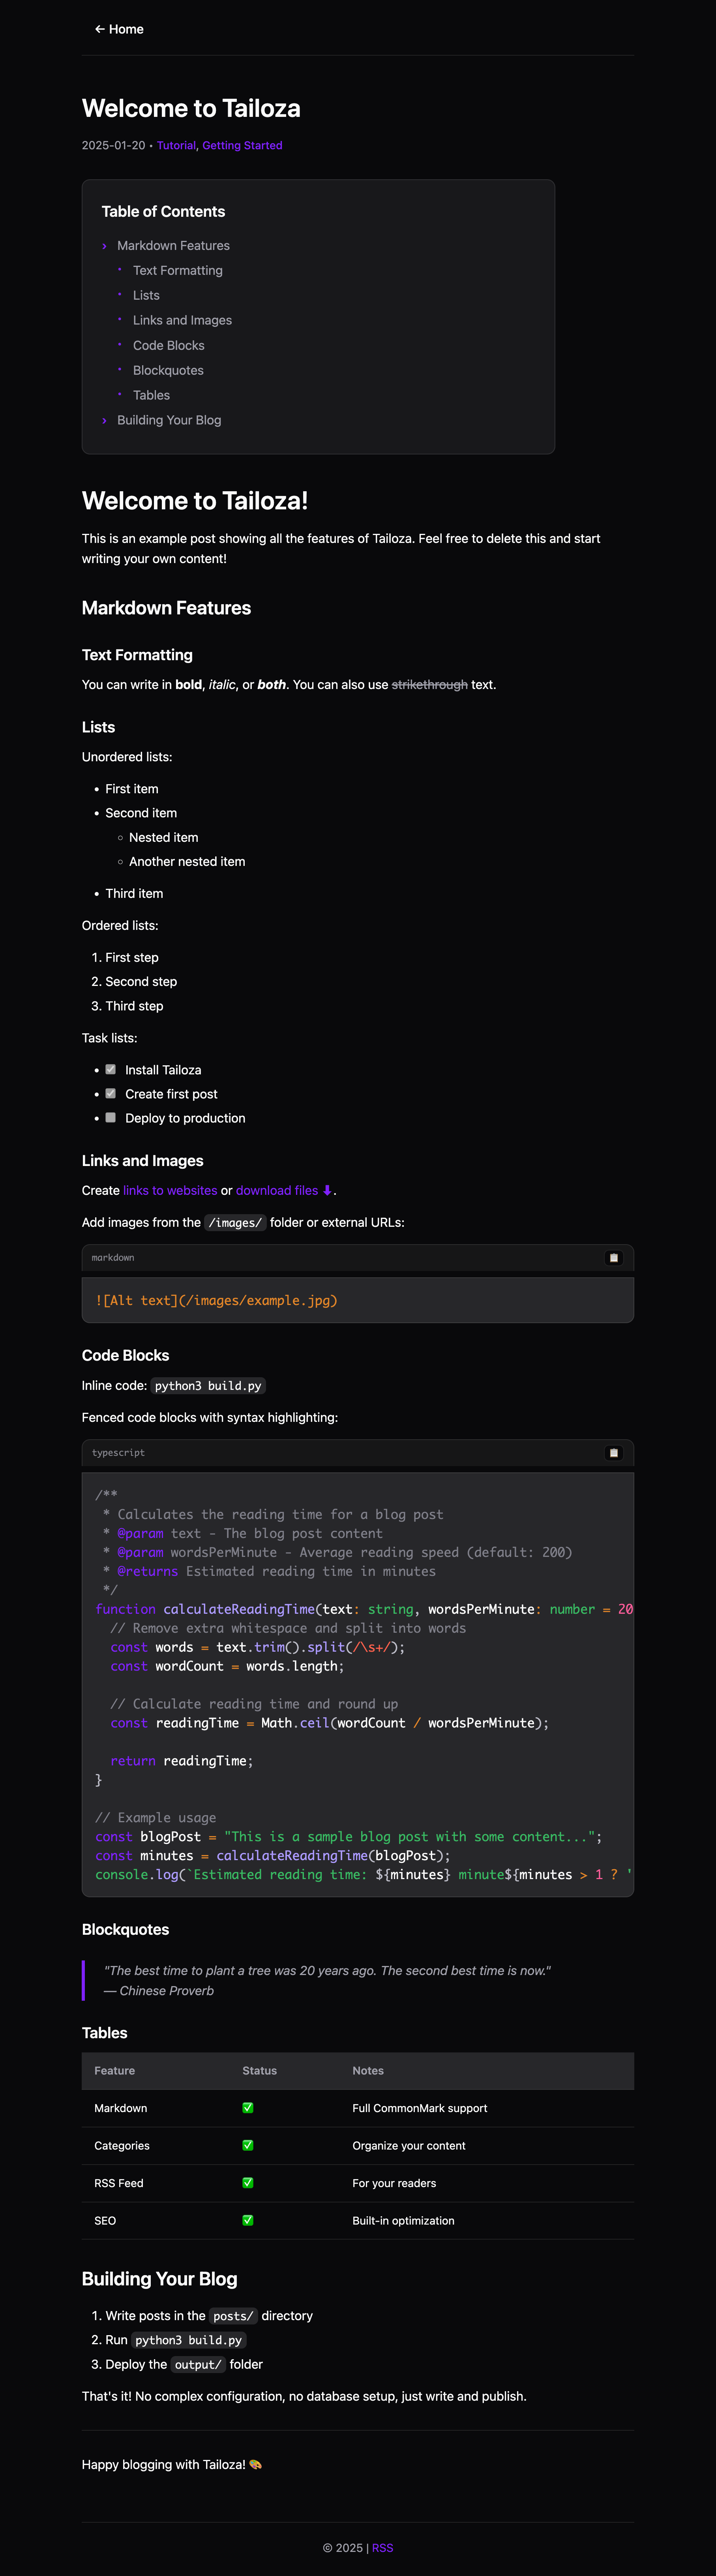 ← Home
Welcome to Tailoza
2025-01-20 • Tutorial, Getting Started
Table of Contents
› Markdown Features
• Text Formatting
• Lists
• Links and Images
• Code Blocks
• Blockquotes
• Tables
› Building Your Blog
Welcome to Tailoza!
This is an example post showing all the features of Tailoza. Feel free to delete this and start
writing your own content!
Markdown Features
Text Formatting
You can write in bold, italic, or both. You can also use strikethrough text.
Lists
Unordered lists:
• First item
• Second item
◦ Nested item
◦ Another nested item
• Third item
Ordered lists:
1. First step
2. Second step
3. Third step
Task lists:
• ☑ Install Tailoza
• ☑ Create first post
• ☐ Deploy to production
Links and Images
Create links to websites or download files ⬇.
Add images from the /images/ folder or external URLs:
markdown 📋
![Alt text](/images/example.jpg)
Code Blocks
Inline code: python3 build.py
Fenced code blocks with syntax highlighting:
typescript 📋
/**
 * Calculates the reading time for a blog post
 * @param text - The blog post content
 * @param wordsPerMinute - Average reading speed (default: 200)
 * @returns Estimated reading time in minutes
 */
function calculateReadingTime(text: string, wordsPerMinute: number = 20
  // Remove extra whitespace and split into words
  const words = text.trim().split(/\s+/);
  const wordCount = words.length;
  // Calculate reading time and round up
  const readingTime = Math.ceil(wordCount / wordsPerMinute);
  return readingTime;
}
// Example usage
const blogPost = "This is a sample blog post with some content...";
const minutes = calculateReadingTime(blogPost);
console.log(`Estimated reading time: ${minutes} minute${minutes > 1 ? '
Blockquotes
"The best time to plant a tree was 20 years ago. The second best time is now."
— Chinese Proverb
Tables
Feature Status Notes
Markdown ✅ Full CommonMark support
Categories ✅ Organize your content
RSS Feed ✅ For your readers
SEO ✅ Built-in optimization
Building Your Blog
1. Write posts in the posts/ directory
2. Run python3 build.py
3. Deploy the output/ folder
That's it! No complex configuration, no database setup, just write and publish.
Happy blogging with Tailoza! 🎨
© 2025 | RSS